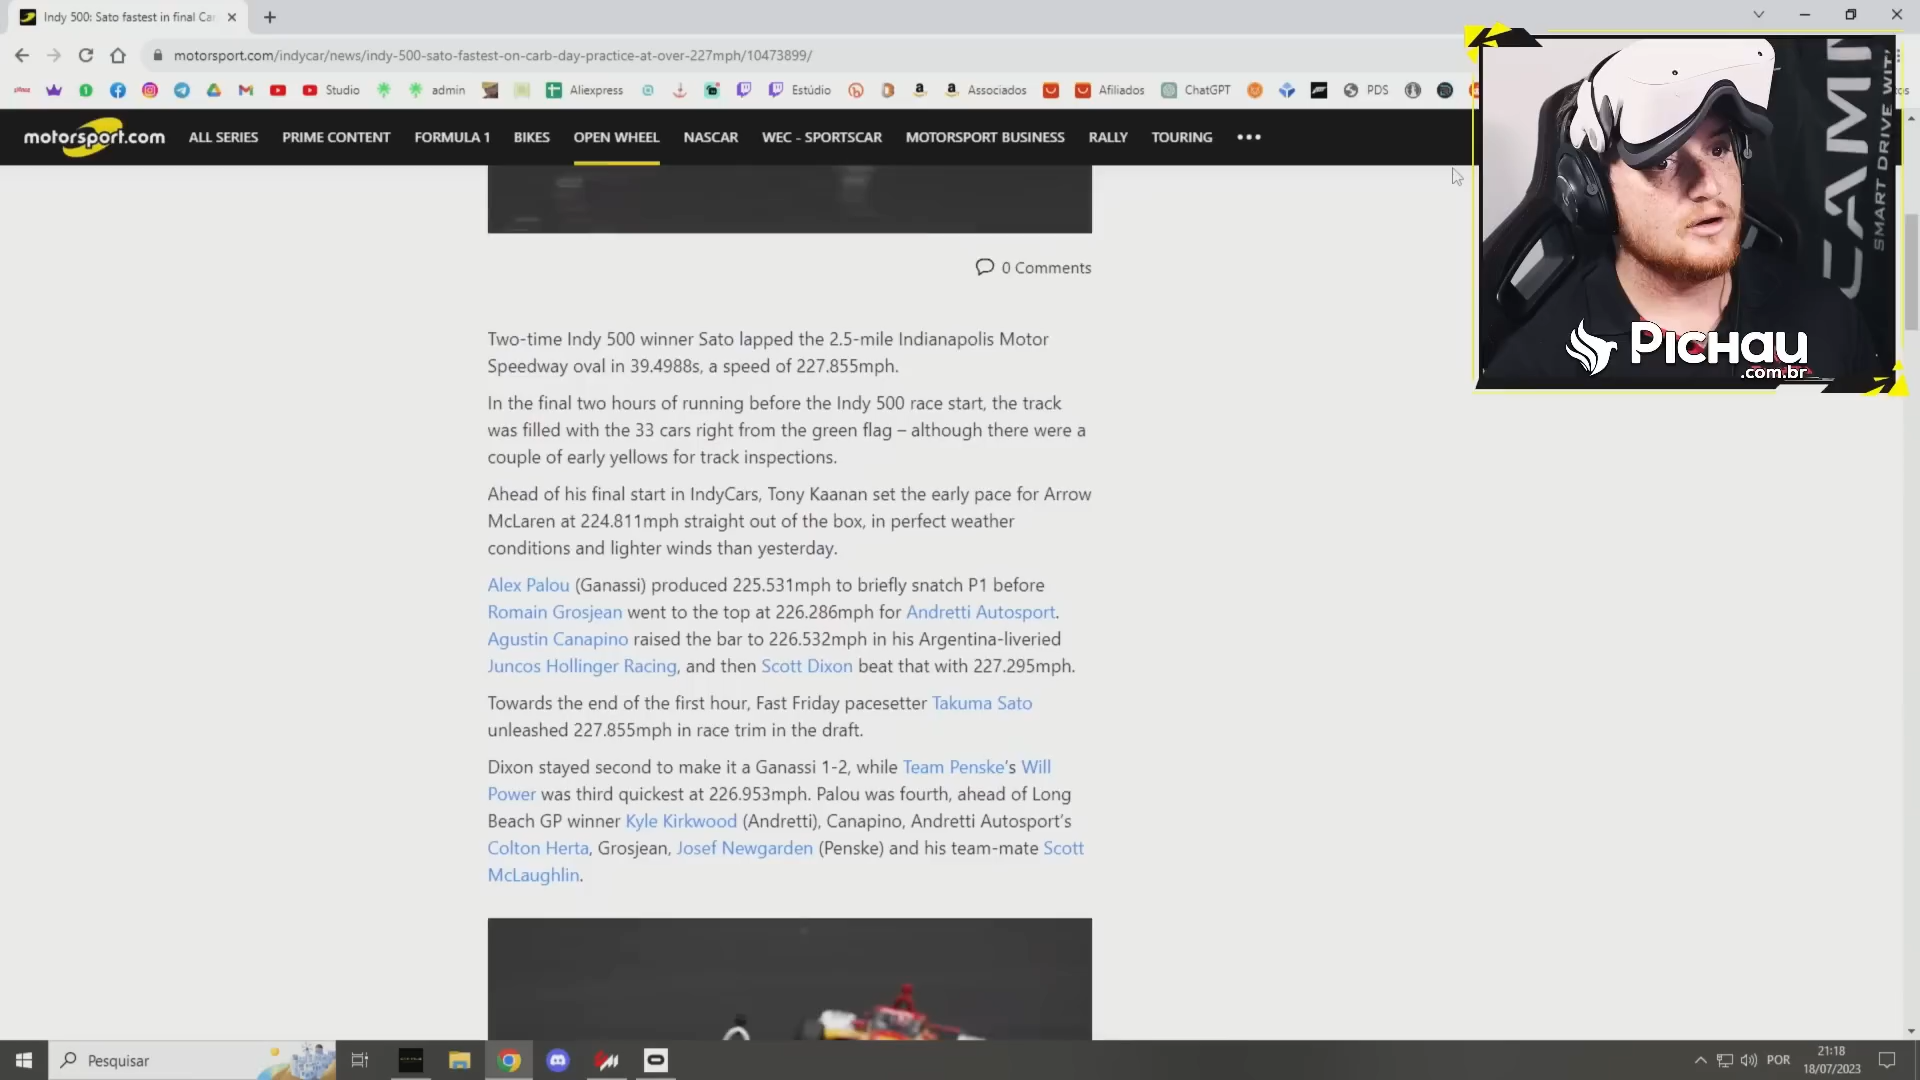 Indy 500: Sato fastest in final Car
motorsport.com/indycar/news/indy-500-sato-fastest-on-carb-day-practice-at-over-227mph/10473899/
Studio admin Aliexpress Estúdio Associados Afiliados ChatGPT PDS
motorsport.com ALL SERIES PRIME CONTENT FORMULA 1 BIKES OPEN WHEEL NASCAR WEC - SPORTSCAR MOTORSPORT BUSINESS RALLY TOURING •••
SMART DRIVE WIT
PICHAU
.com.br
0 Comments
Two-time Indy 500 winner Sato lapped the 2.5-mile Indianapolis Motor
Speedway oval in 39.4988s, a speed of 227.855mph.
In the final two hours of running before the Indy 500 race start, the track
was filled with the 33 cars right from the green flag – although there were a
couple of early yellows for track inspections.
Ahead of his final start in IndyCars, Tony Kaanan set the early pace for Arrow
McLaren at 224.811mph straight out of the box, in perfect weather
conditions and lighter winds than yesterday.
Alex Palou (Ganassi) produced 225.531mph to briefly snatch P1 before
Romain Grosjean went to the top at 226.286mph for Andretti Autosport.
Agustin Canapino raised the bar to 226.532mph in his Argentina-liveried
Juncos Hollinger Racing, and then Scott Dixon beat that with 227.295mph.
Towards the end of the first hour, Fast Friday pacesetter Takuma Sato
unleashed 227.855mph in race trim in the draft.
Dixon stayed second to make it a Ganassi 1-2, while Team Penske’s Will
Power was third quickest at 226.953mph. Palou was fourth, ahead of Long
Beach GP winner Kyle Kirkwood (Andretti), Canapino, Andretti Autosport’s
Colton Herta, Grosjean, Josef Newgarden (Penske) and his team-mate Scott
McLaughlin.
Pesquisar
POR
21:18
18/07/2023